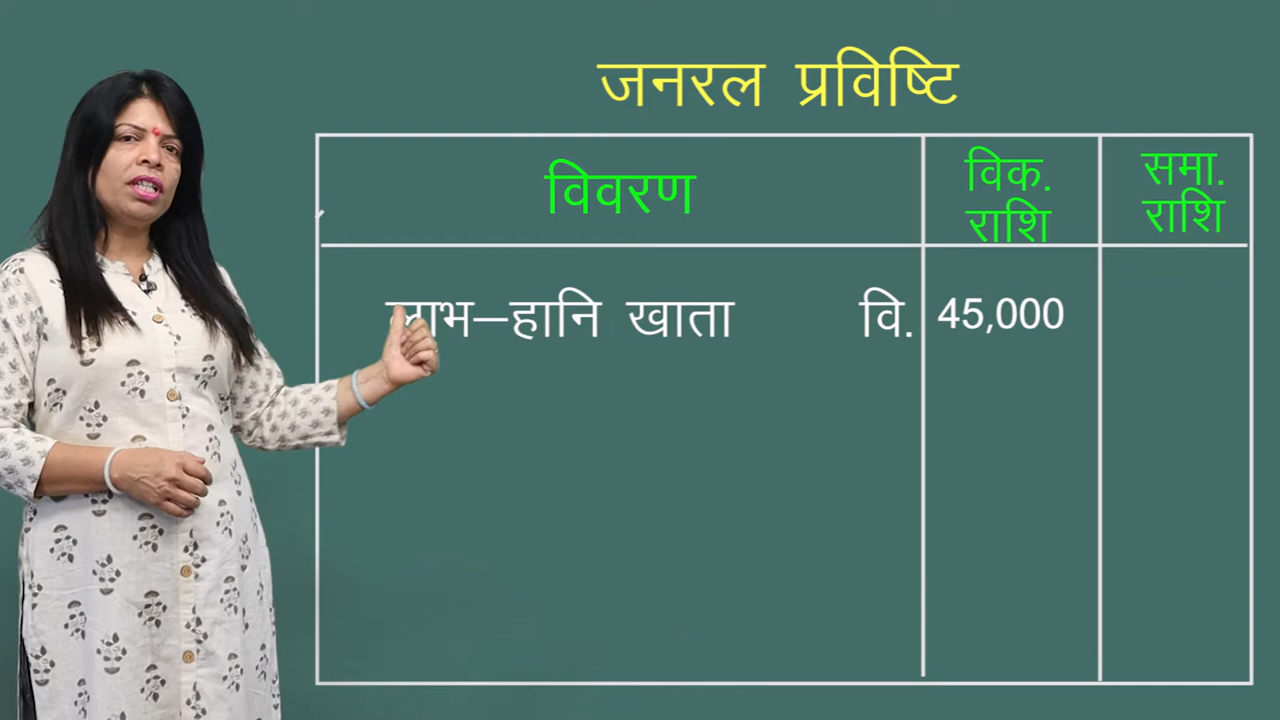 जनरल प्रविष्टि
विवरण
विक. राशि
समा. राशि
लाभ–हानि खाता वि. 45,000